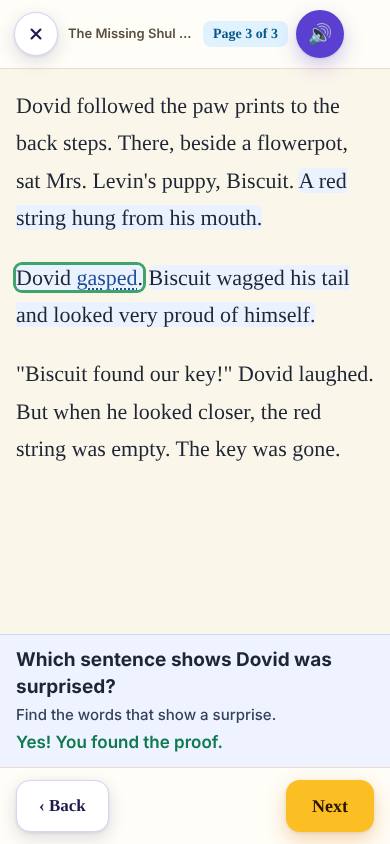 The Missing Shul ...
Page 3 of 3
Dovid followed the paw prints to the
back steps. There, beside a flowerpot,
sat Mrs. Levin's puppy, Biscuit. A red
string hung from his mouth.
Dovid gasped. Biscuit wagged his tail
and looked very proud of himself.
"Biscuit found our key!" Dovid laughed.
But when he looked closer, the red
string was empty. The key was gone.
Which sentence shows Dovid was
surprised?
Find the words that show a surprise.
Yes! You found the proof.
‹ Back
Next